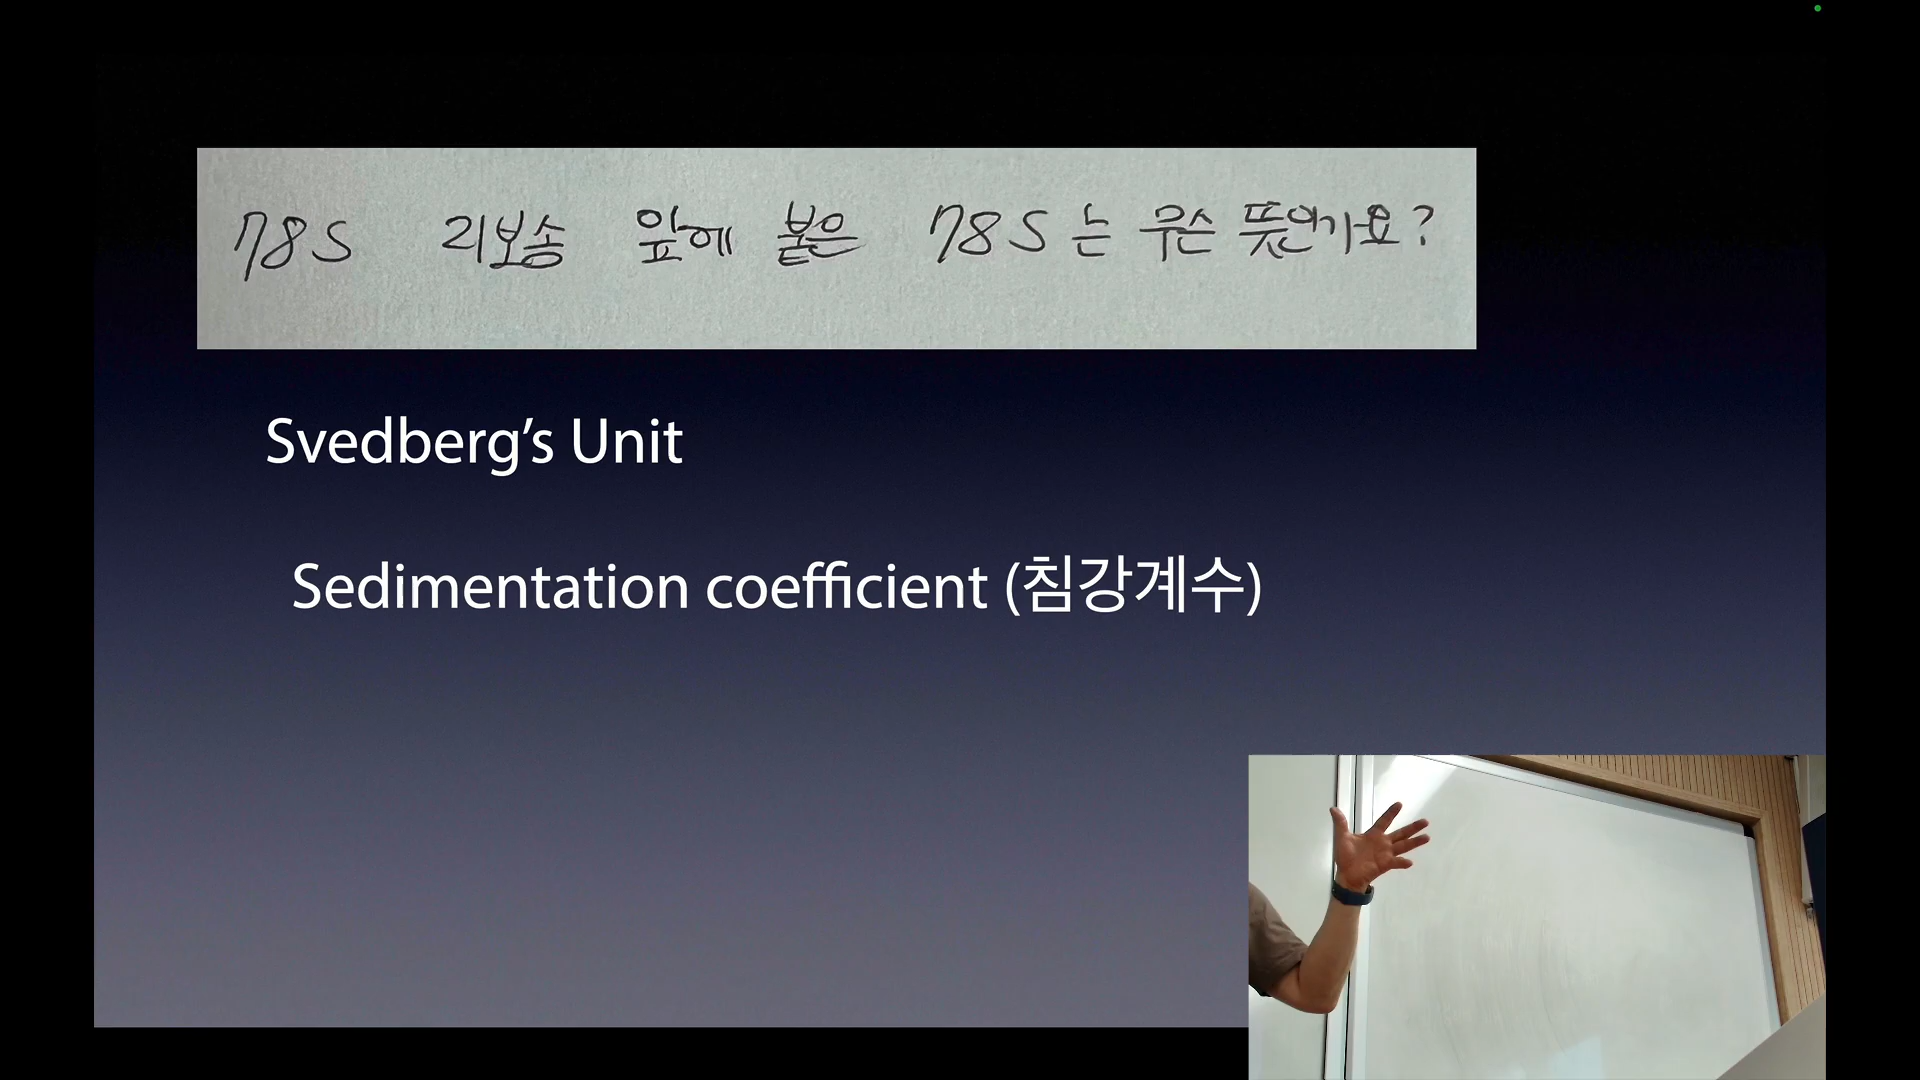 78S 리보솜 앞에 붙은 78S는 무슨 뜻인가요?
Svedberg’s Unit
Sedimentation coefficient (침강계수)